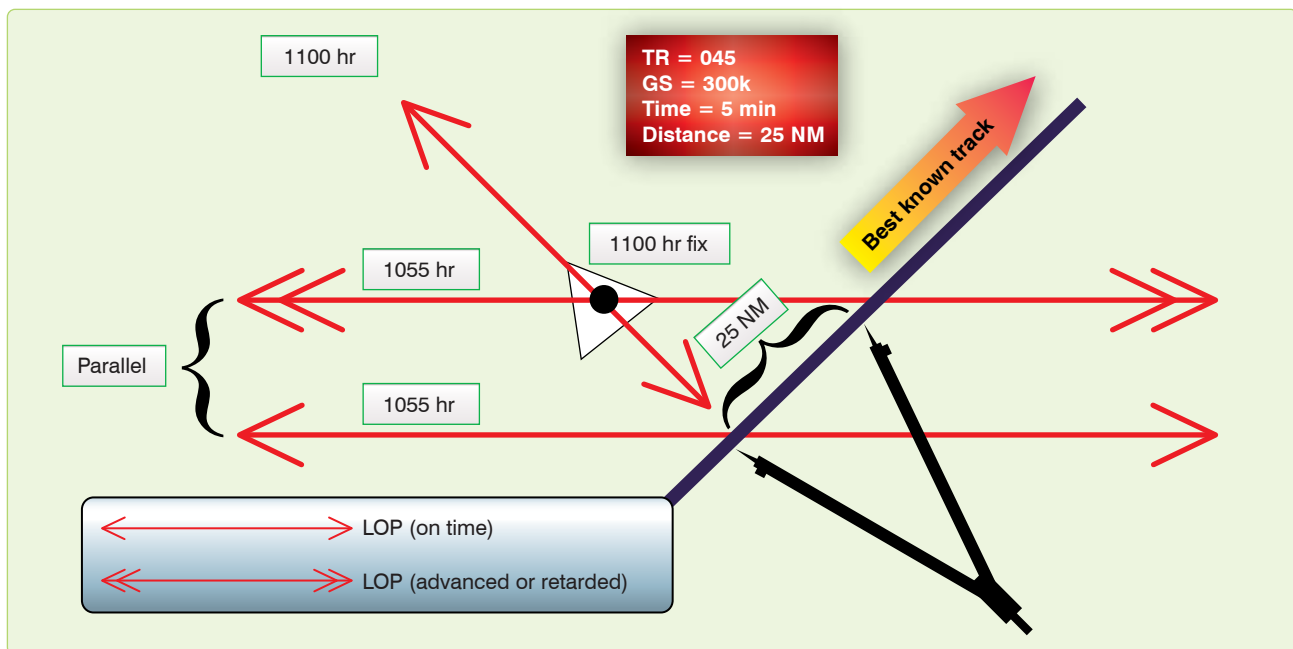 1100 hr
TR = 045
GS = 300k
Time = 5 min
Distance = 25 NM
Best known track
1100 hr fix
1055 hr
25 NM
Parallel
1055 hr
LOP (on time)
LOP (advanced or retarded)